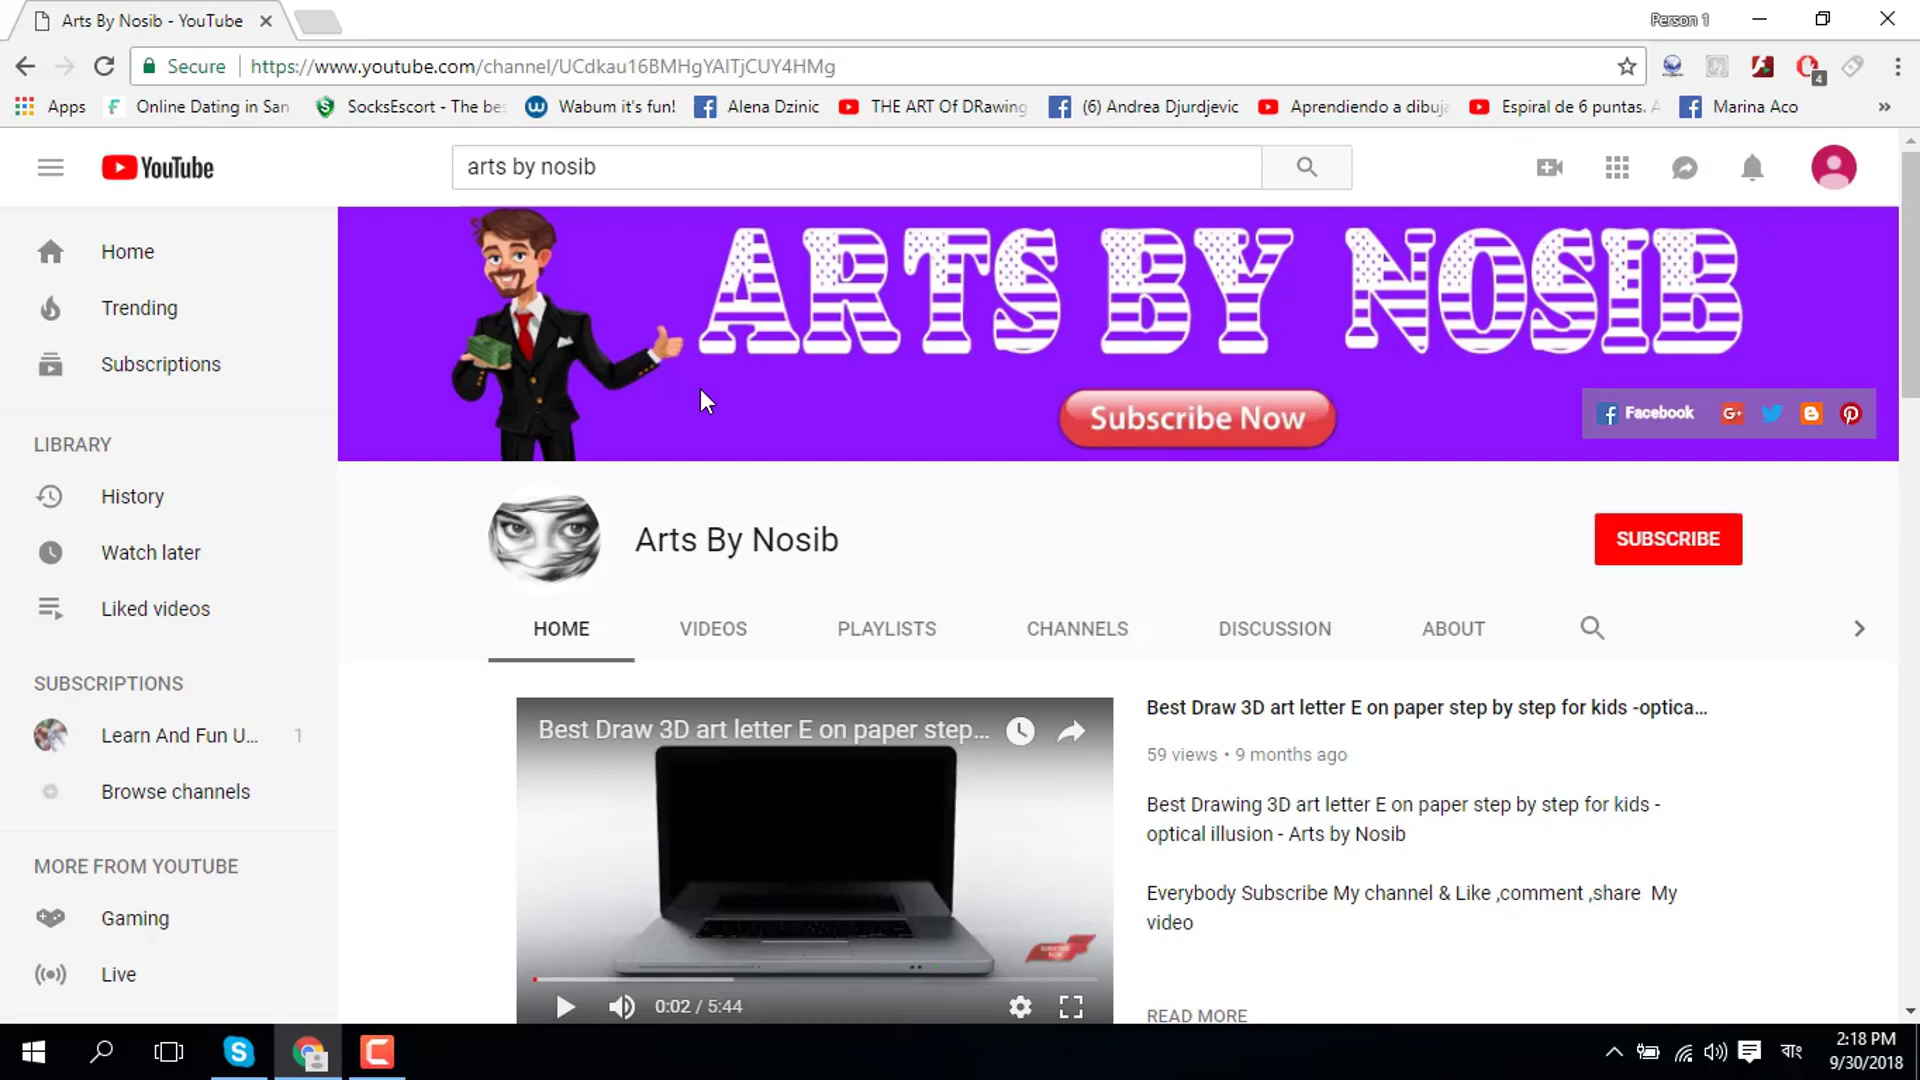 Arts By Nosib - YouTube
Person 1
Secure
https://www.youtube.com/channel/UCdkau16BMHgYAlTjCUY4HMg
4
Apps
Online Dating in San
SocksEscort - The bes
Wabum it's fun!
Alena Dzinic
THE ART Of DRawing
(6) Andrea Djurdjevic
Aprendiendo a dibuja
Espiral de 6 puntas. A
Marina Aco
YouTube
arts by nosib
Home
Trending
Subscriptions
LIBRARY
History
Watch later
Liked videos
SUBSCRIPTIONS
Learn And Fun U... 1
Browse channels
MORE FROM YOUTUBE
Gaming
Live
ARTS BY NOSIB
Subscribe Now
Facebook
G+
Arts By Nosib
SUBSCRIBE
HOME
VIDEOS
PLAYLISTS
CHANNELS
DISCUSSION
ABOUT
Best Draw 3D art letter E on paper step...
SUBSCRIBE
NOW
0:02 / 5:44
Best Draw 3D art letter E on paper step by step for kids -optica...
59 views • 9 months ago
Best Drawing 3D art letter E on paper step by step for kids -
optical illusion - Arts by Nosib
Everybody Subscribe My channel & Like ,comment ,share My
video
READ MORE
বাং
2:18 PM
9/30/2018